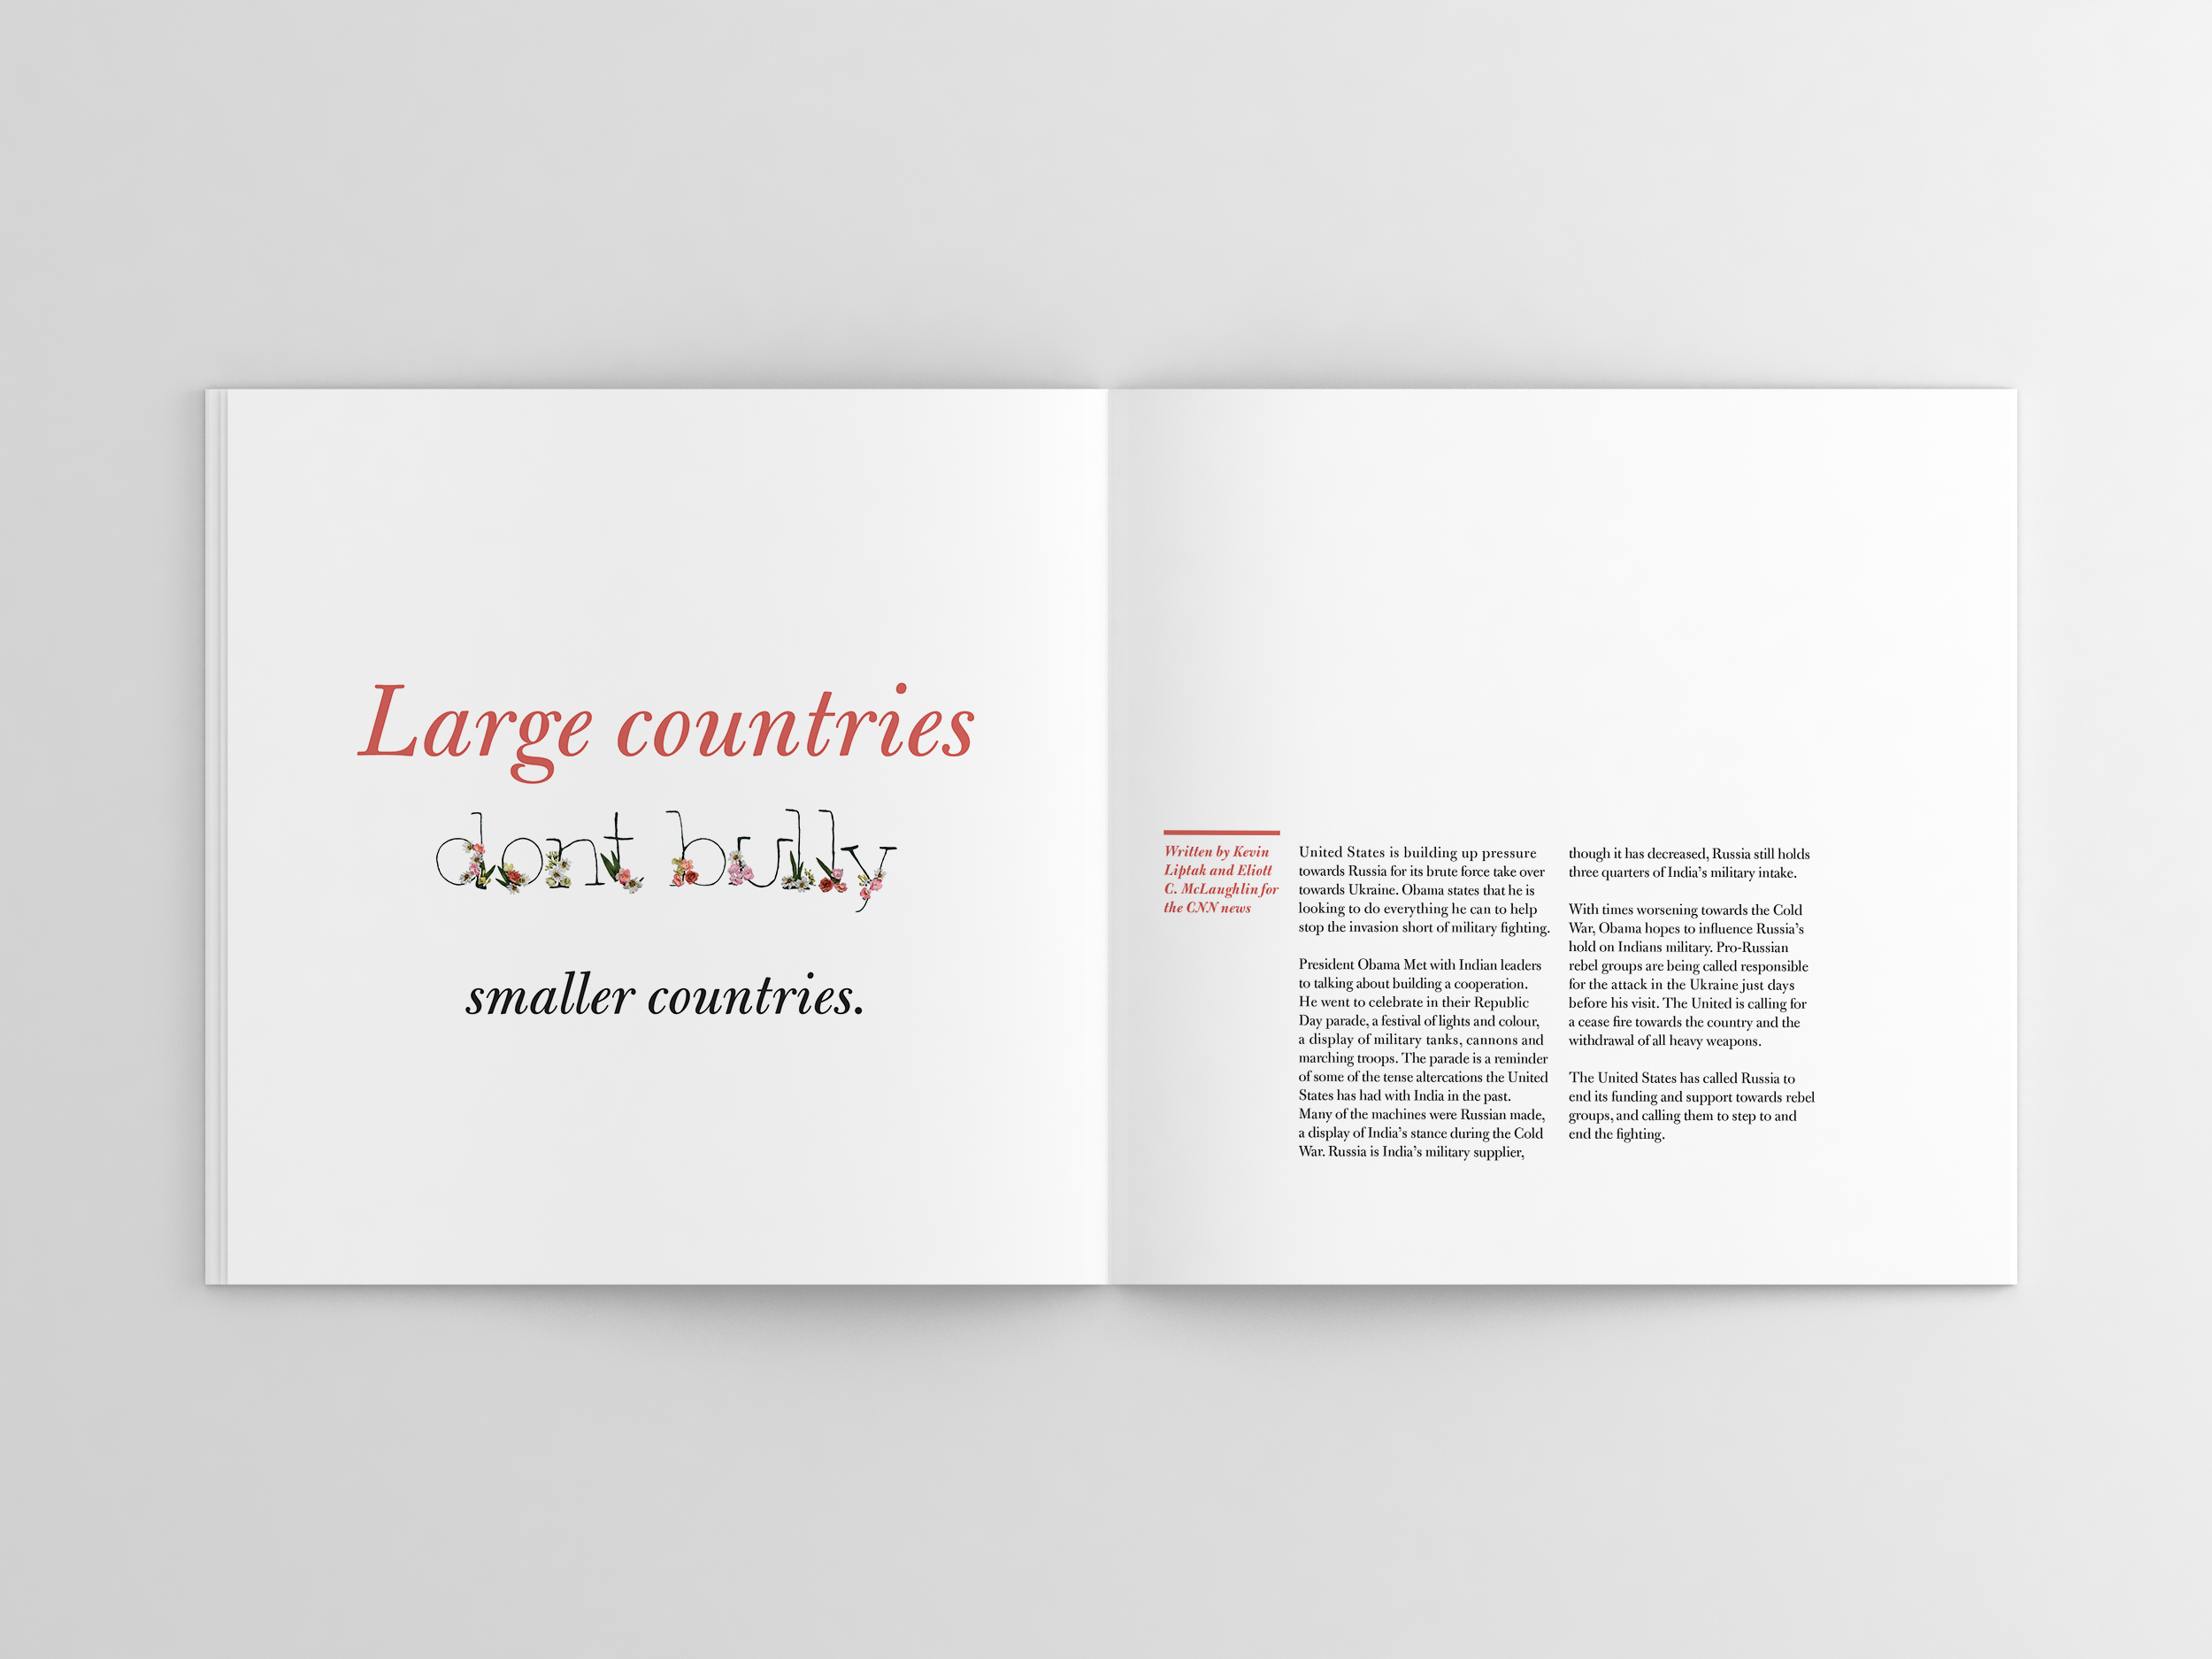 Large countries
dont bully
smaller countries.
Written by Kevin
Liptak and Eliott
C. McLaughlin for
the CNN news
United States is building up pressure
towards Russia for its brute force take over
towards Ukraine. Obama states that he is
looking to do everything he can to help
stop the invasion short of military fighting.
President Obama Met with Indian leaders
to talking about building a cooperation.
He went to celebrate in their Republic
Day parade, a festival of lights and colour,
a display of military tanks, cannons and
marching troops. The parade is a reminder
of some of the tense altercations the United
States has had with India in the past.
Many of the machines were Russian made,
a display of India's stance during the Cold
War. Russia is India's military supplier,
though it has decreased, Russia still holds
three quarters of India's military intake.
With times worsening towards the Cold
War, Obama hopes to influence Russia's
hold on Indians military. Pro-Russian
rebel groups are being called responsible
for the attack in the Ukraine just days
before his visit. The United is calling for
a cease fire towards the country and the
withdrawal of all heavy weapons.
The United States has called Russia to
end its funding and support towards rebel
groups, and calling them to step to and
end the fighting.